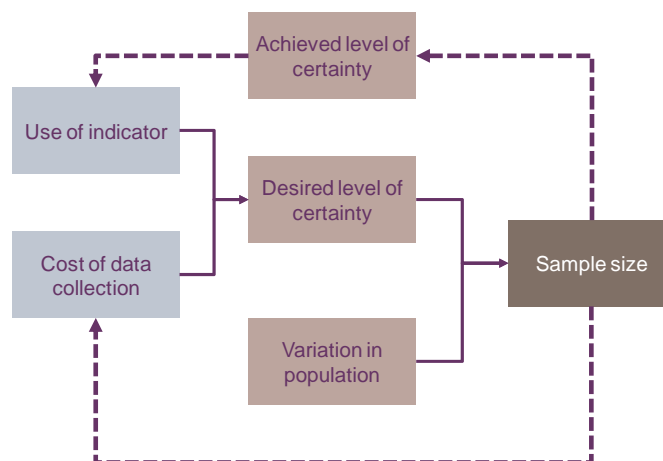 Achieved level of
certainty
Use of indicator
Desired level of
certainty
Cost of data
collection
Sample size
Variation in
population